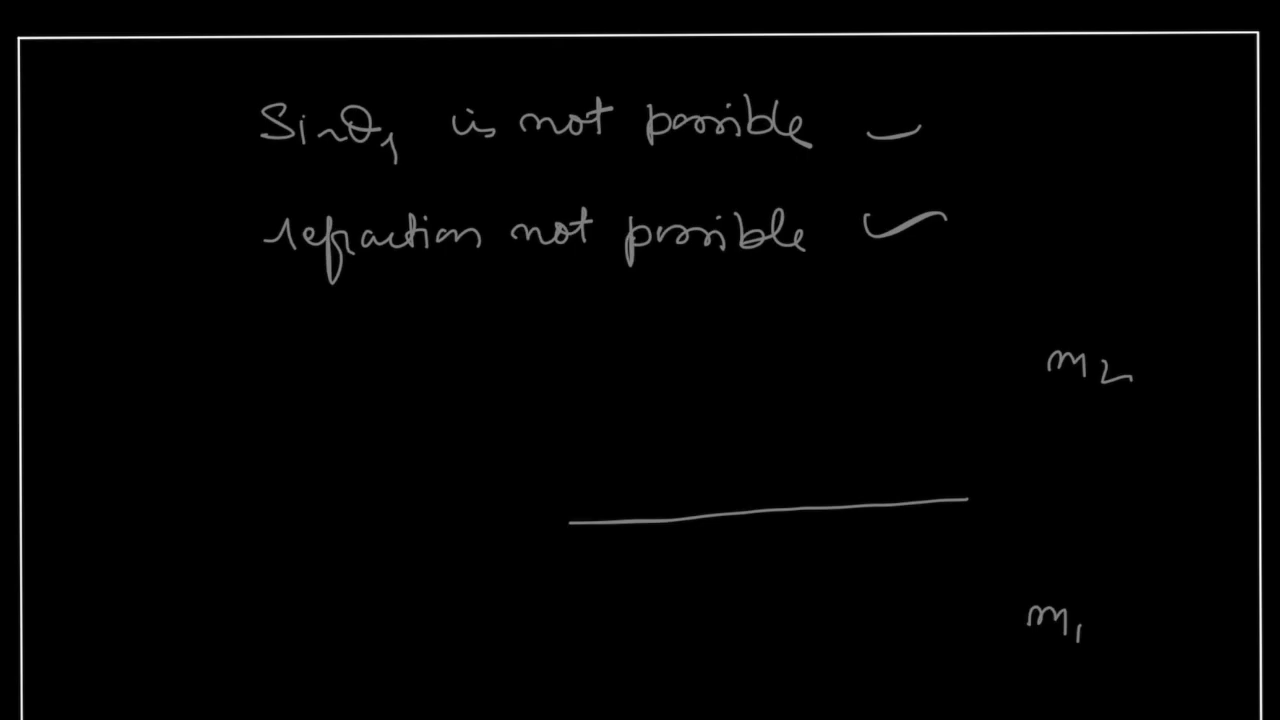 Sinθ₁ is not possible
refraction not possible
m₂
m₁